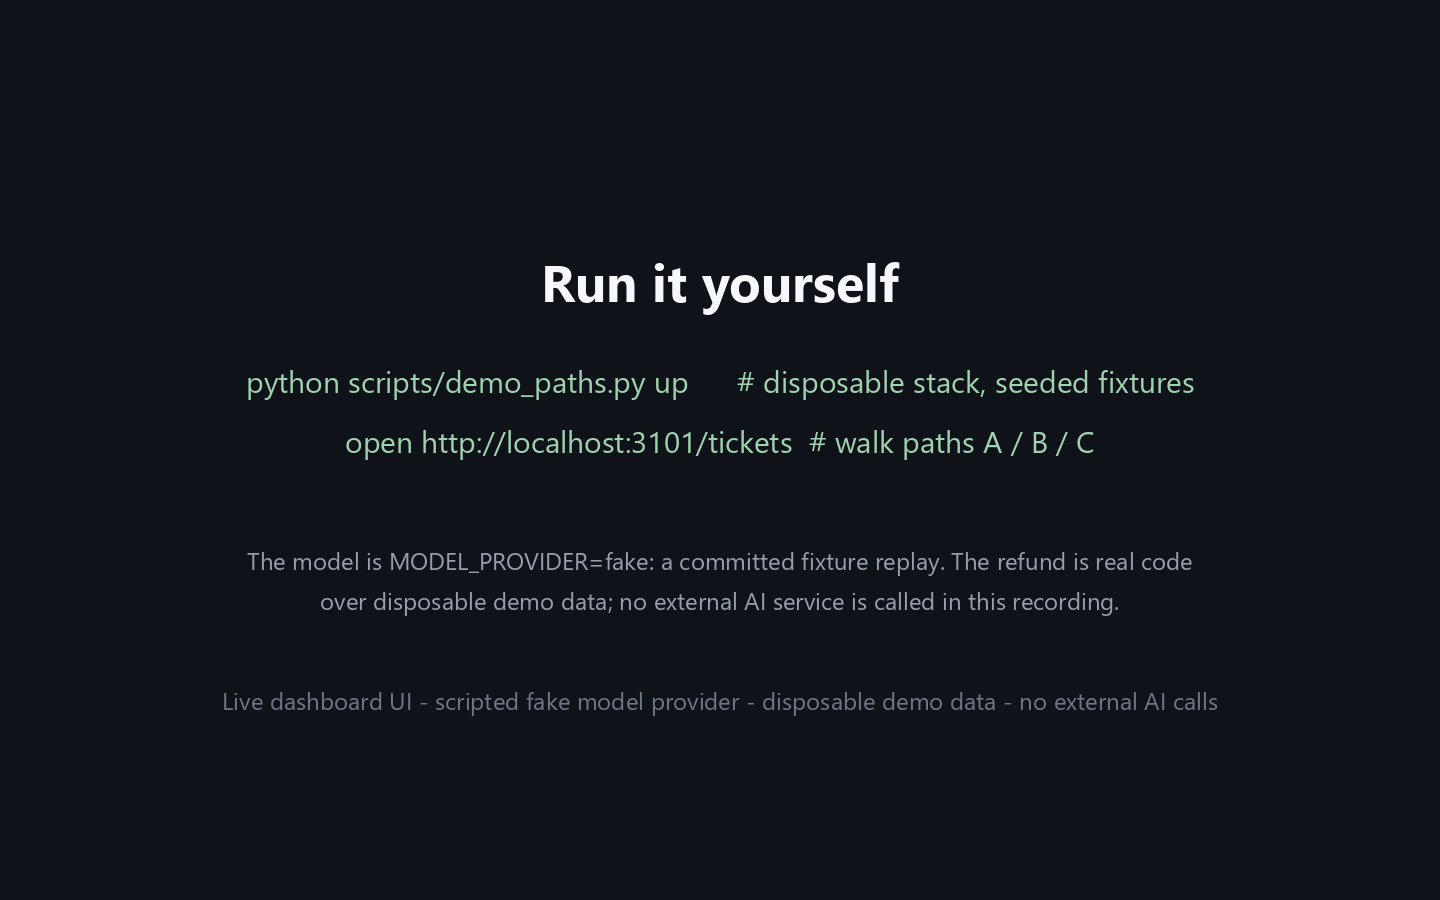 Run it yourself
python scripts/demo_paths.py up # disposable stack, seeded fixtures
open http://localhost:3101/tickets # walk paths A / B / C
The model is MODEL_PROVIDER=fake: a committed fixture replay. The refund is real code
over disposable demo data; no external AI service is called in this recording.
Live dashboard UI - scripted fake model provider - disposable demo data - no external AI calls